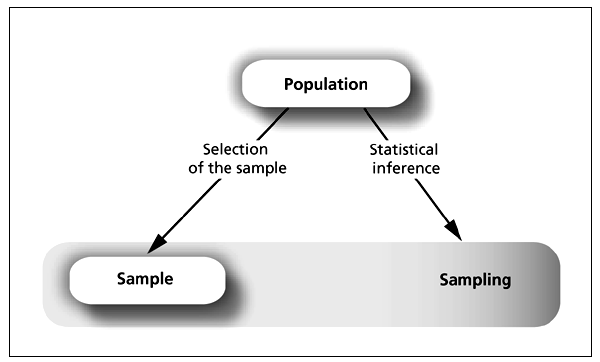 Population
Selection
of the sample
Statistical
inference
Sample
Sampling